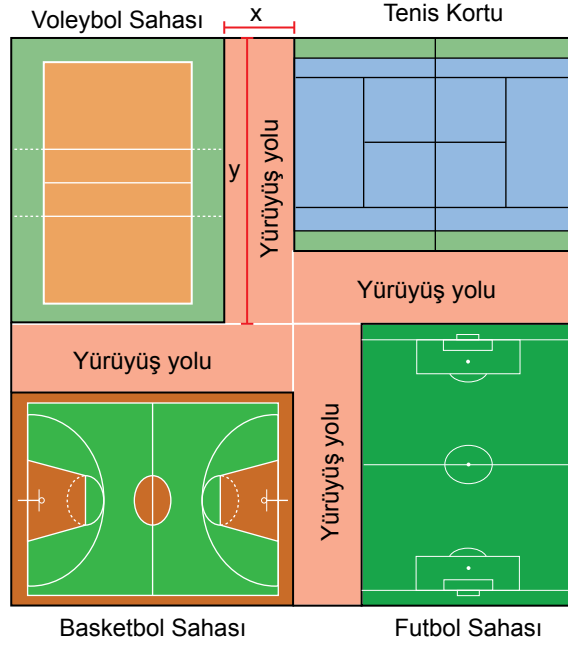 Voleybol Sahası
x
Tenis Kortu
y
Yürüyüş yolu
Yürüyüş yolu
Yürüyüş yolu
Yürüyüş yolu
Basketbol Sahası
Futbol Sahası